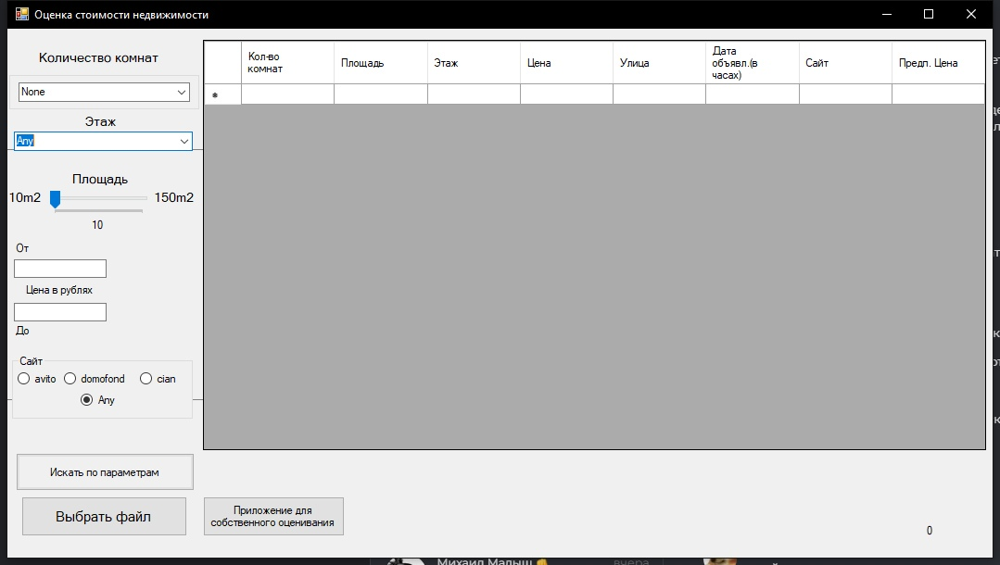 Оценка стоимости недвижимости
Количество комнат
None
Этаж
Any
Площадь
10m2
150m2
10
От
Цена в рублях
До
Сайт
avito
domofond
cian
Any
Искать по параметрам
Выбрать файл
Кол-во
комнат
Площадь
Этаж
Цена
Улица
Дата
объявл.(в
часах)
Сайт
Предп. Цена
Приложение для
собственного оценивания
0
Михаил Малыш
вчера